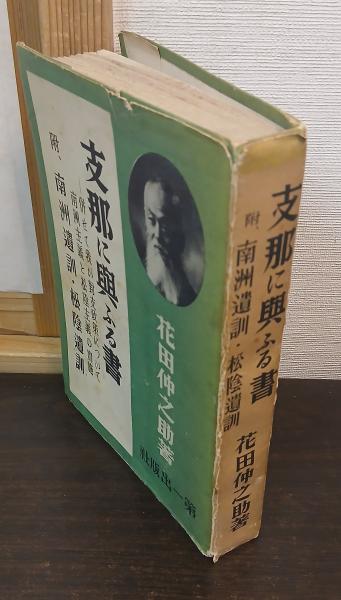 支那に與ふる書
附、南洲遺訓・松陰遺訓
花田仲之助著
第一出版社
支那に與ふる書
附、南洲遺訓・松陰遺訓
花田仲之助著